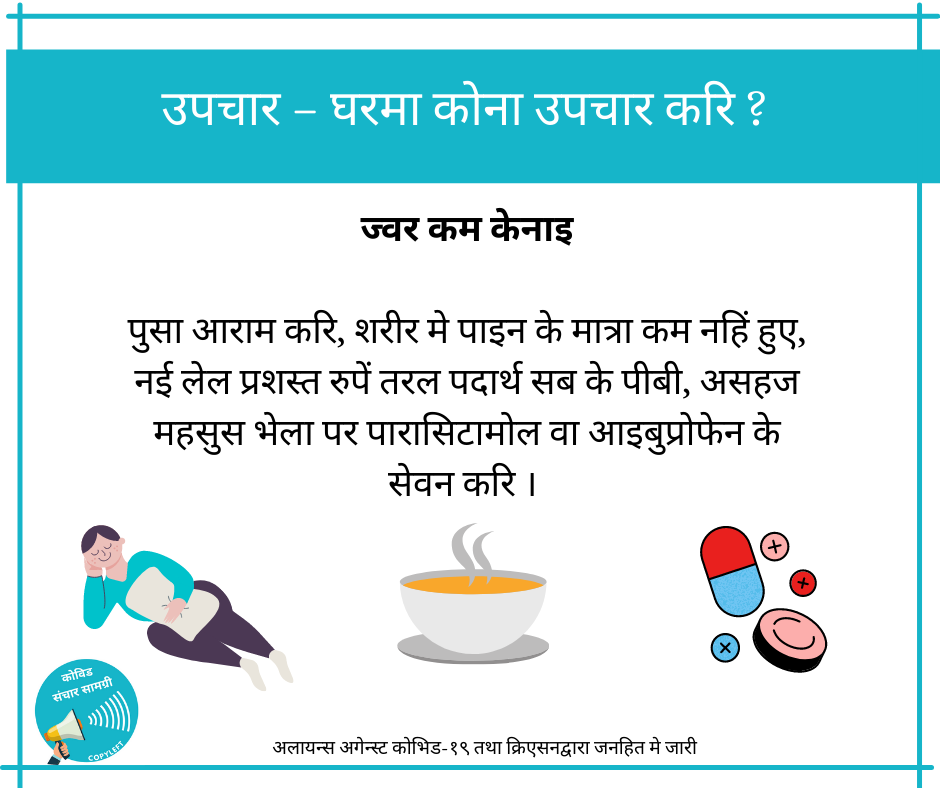 उपचार – घरमा कोना उपचार करि ?
ज्वर कम केनाइ
पुसा आराम करि, शरीर मे पाइन के मात्रा कम नहिं हुए,
नई लेल प्रशस्त रुपें तरल पदार्थ सब के पीबी, असहज
महसुस भेला पर पारासिटामोल वा आइबुप्रोफेन के
सेवन करि ।
कोविड
संचार सामग्री
COPYLEFT
अलायन्स अगेन्स्ट कोभिड-१९ तथा क्रिएसनद्वारा जनहित मे जारी